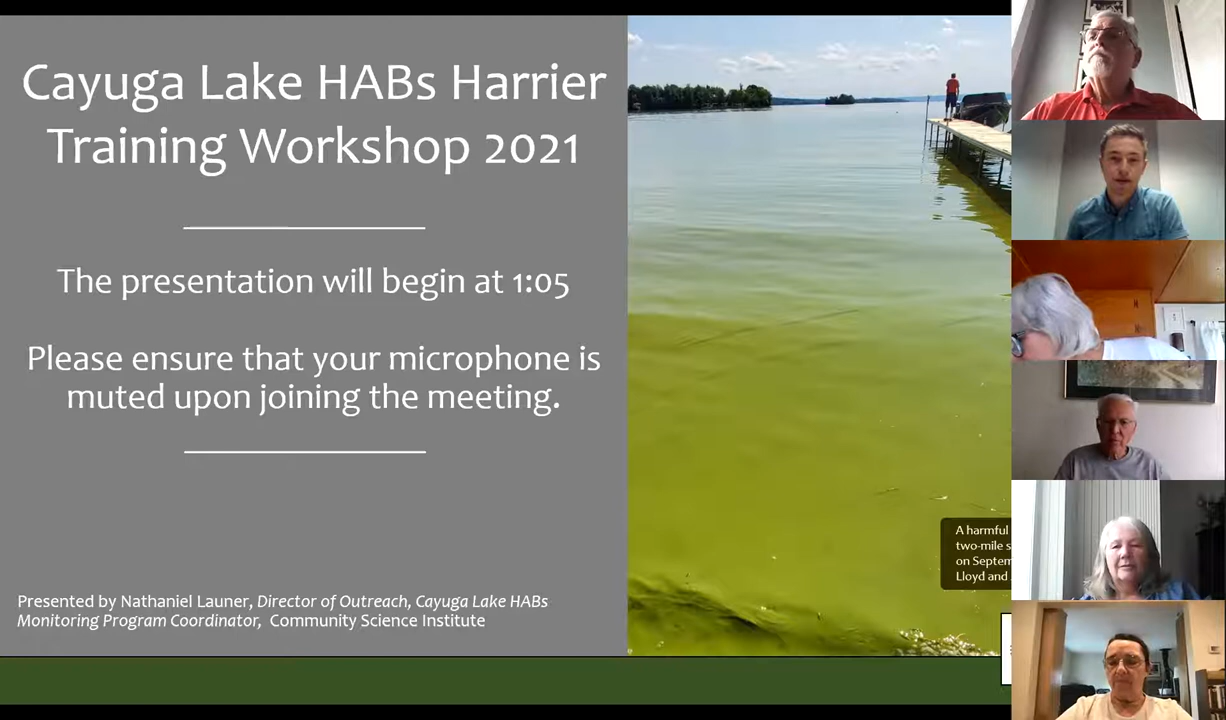 Cayuga Lake HABs Harrier
Training Workshop 2021
The presentation will begin at 1:05
Please ensure that your microphone is
muted upon joining the meeting.
Presented by Nathaniel Launer, Director of Outreach, Cayuga Lake HABs
Monitoring Program Coordinator, Community Science Institute
A harmful
two-mile
on
Lloyd and